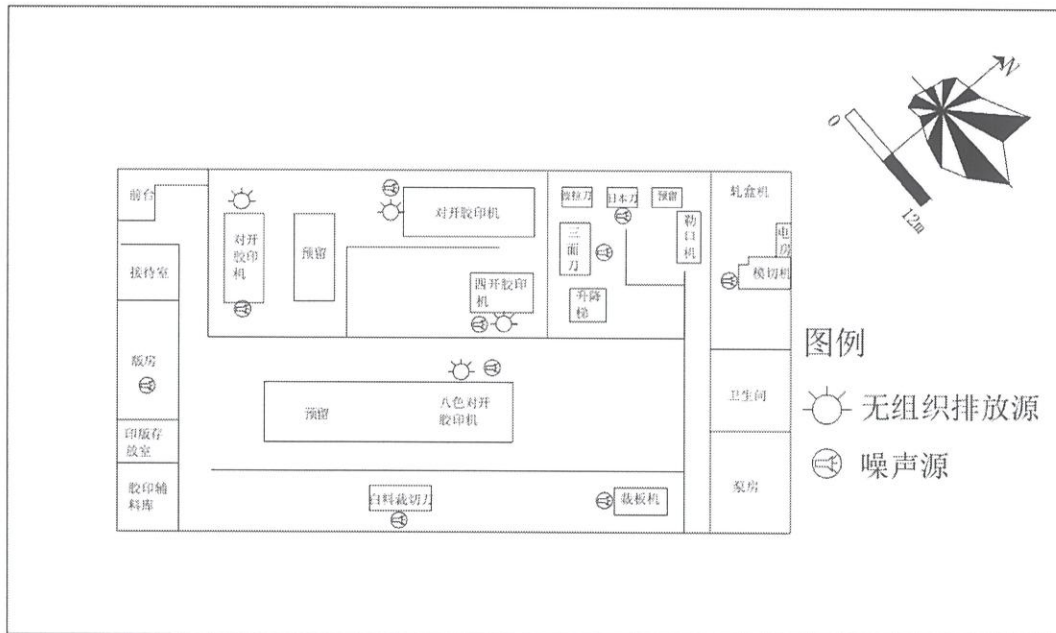 N
0
12m
前台
对开胶印机
日本刀
预留
轧盒机
对开
胶印
机
预留
三
面
刀
勒
口
机
电
房
接待室
四开胶印
机
模切机
升降
梯
图例
版房
无组织排放源
卫生间
预留
八色对开
胶印机
印版存
放室
噪声源
胶印辅
料库
白料裁切刀
裁板机
泵房